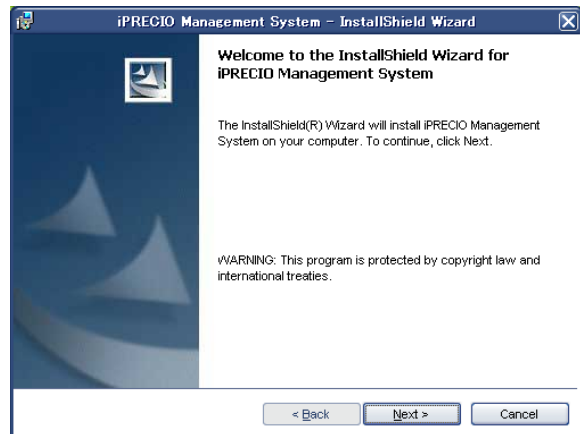 iPRECIO Management System - InstallShield Wizard
Welcome to the InstallShield Wizard for
iPRECIO Management System
The InstallShield(R) Wizard will install iPRECIO Management
System on your computer. To continue, click Next.
WARNING: This program is protected by copyright law and
international treaties.
< Back
Next >
Cancel